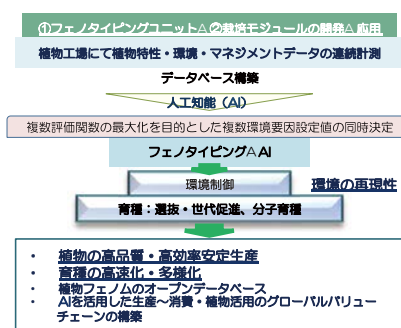 ①フェノタイピングユニットA ②栽培モジュールの開発A 応用
植物工場にて植物特性・環境・マネジメントデータの連続計測
データベース構築
人工知能（AI）
複数評価関数の最大化を目的とした複数環境要因設定値の同時決定
フェノタイピングA AI
環境制御
環境の再現性
育種：選抜・世代促進、分子育種
・ 植物の高品質・高効率安定生産
・ 育種の高速化・多様化
・ 植物フェノムのオープンデータベース
・ AIを活用した生産～消費・植物活用のグローバルバリュー
チェーンの構築